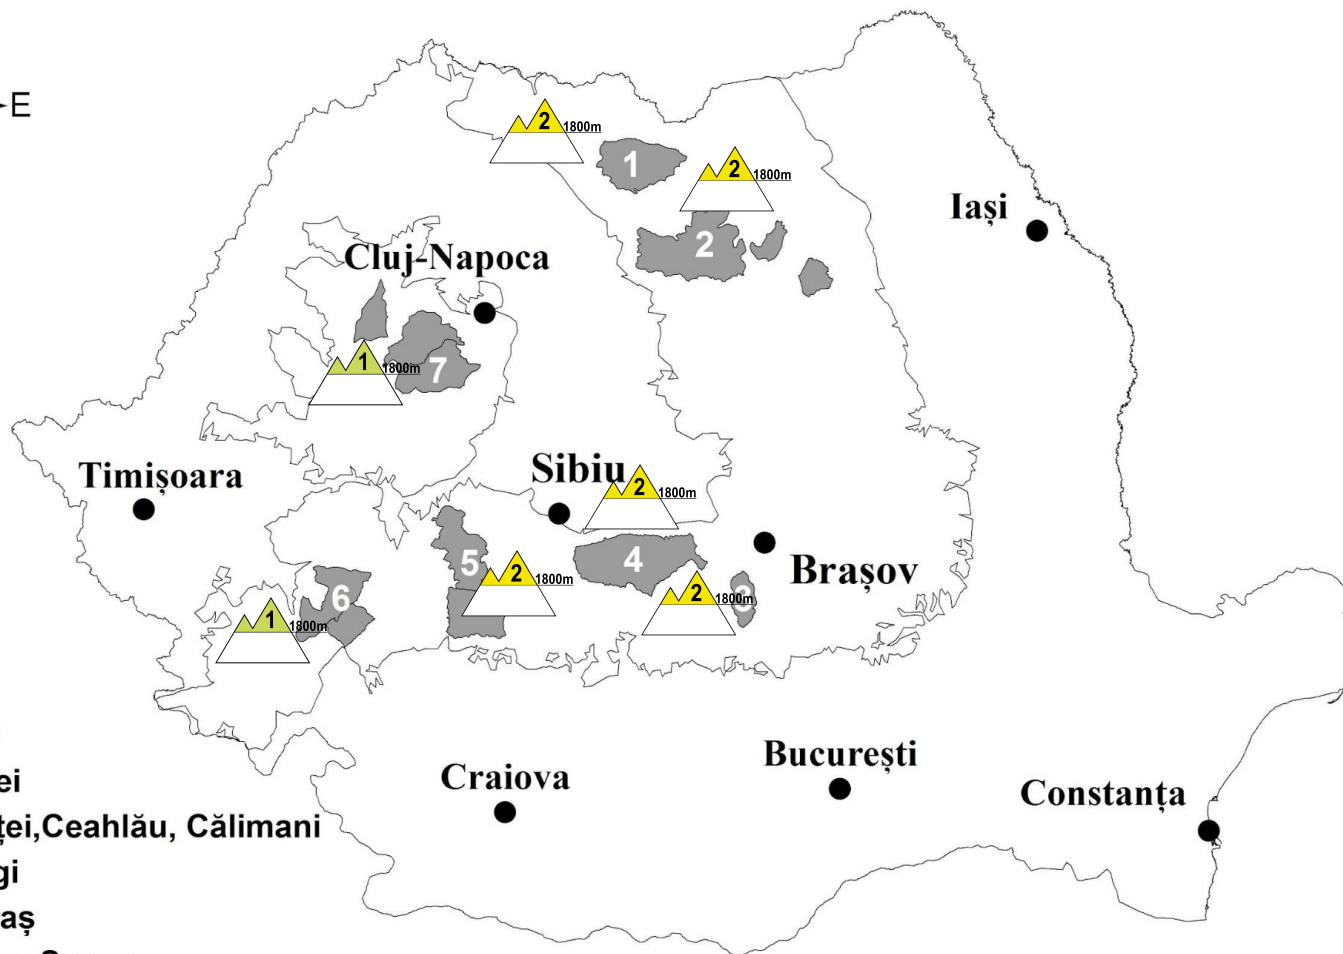 E
2
1800m
1
2
1800m
Iași
2
Cluj-Napoca
1
1800m
7
Timișoara
Sibiu
2
1800m
5
2
1800m
4
2
1800m
3
Brașov
6
1
1800m
ei
ței,Ceahlău, Călimani
gi
aș
Craiova
București
Constanța